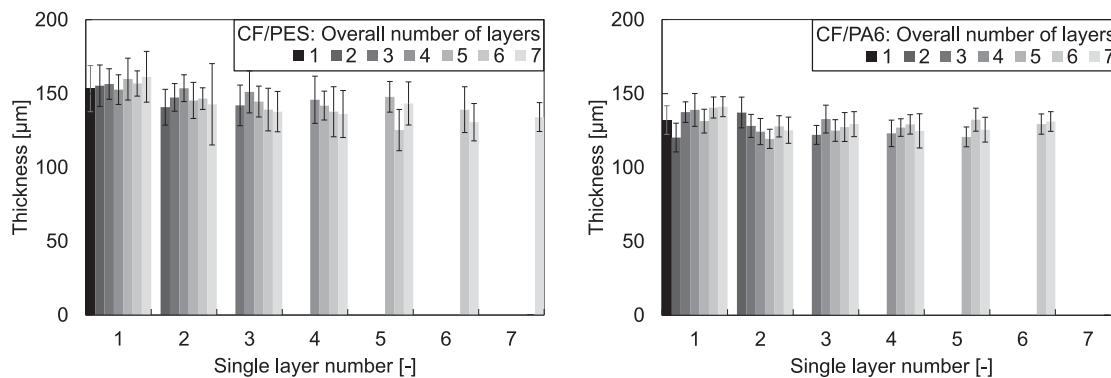 200
150
100
50
0
Thickness [µm]
CF/PES: Overall number of layers
1 2 3 4 5 6 7
1 2 3 4 5 6 7
Single layer number [-]
200
150
100
50
0
Thickness [µm]
CF/PA6: Overall number of layers
1 2 3 4 5 6 7
1 2 3 4 5 6 7
Single layer number [-]